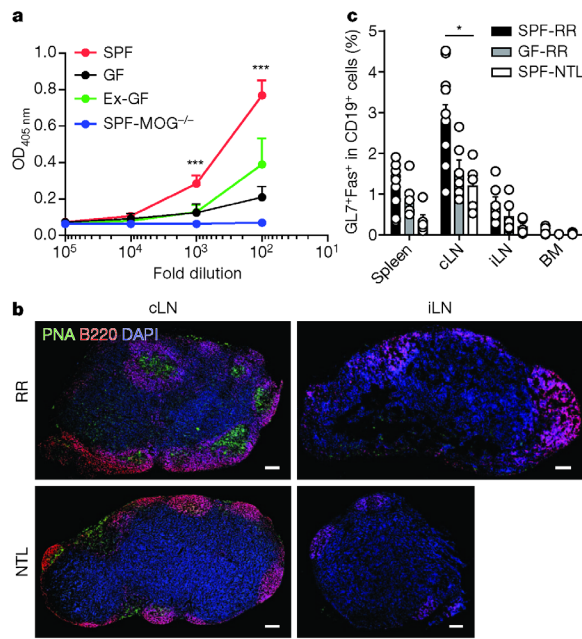 a
SPF
GF
Ex-GF
SPF-MOG⁻/⁻
***
***
OD405 nm
1.0
0.8
0.6
0.4
0.2
0.0
10⁵ 10⁴ 10³ 10² 10¹
Fold dilution
c
SPF-RR
GF-RR
SPF-NTL
*
GL7⁺Fas⁺ in CD19⁺ cells (%)
5
4
3
2
1
0
Spleen cLN iLN BM
b
cLN iLN
PNA B220 DAPI
RR
NTL